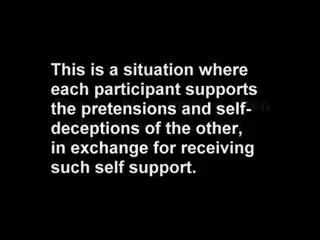 This is a situation where
each participant supports
the pretensions and self-
deceptions of the other,
in exchange for receiving
such self support.